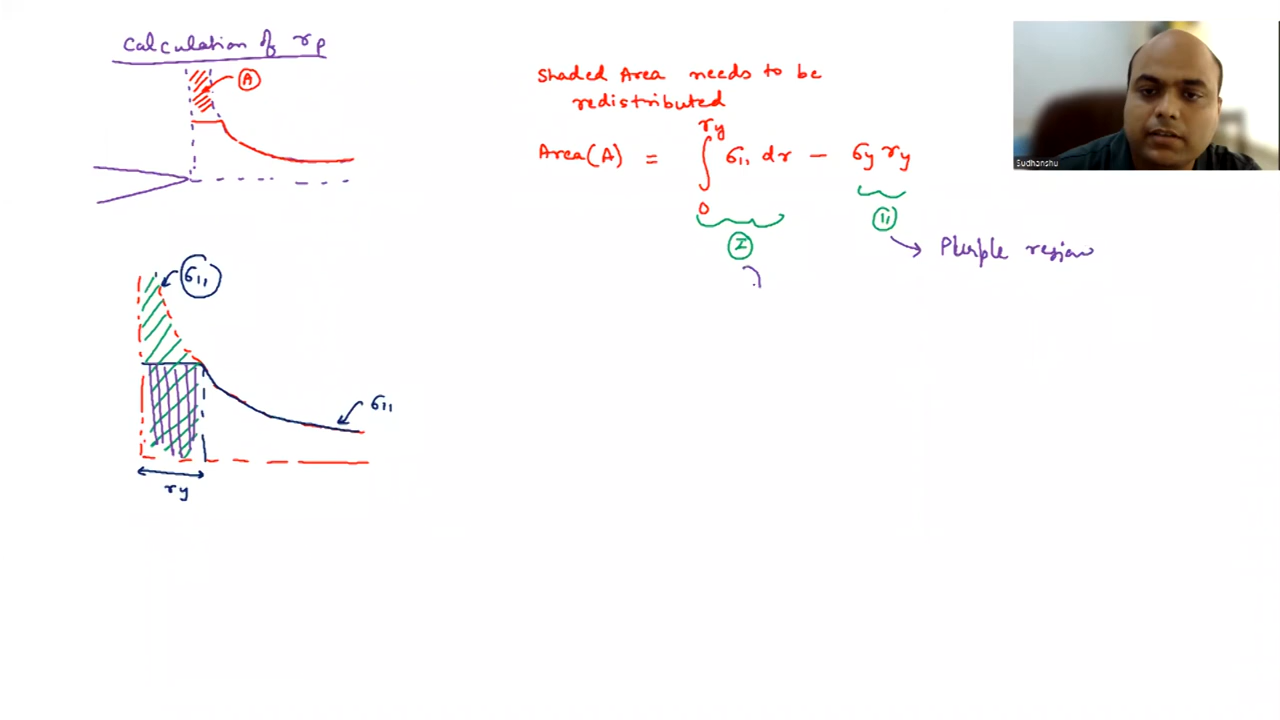 Calculation of rp
A
Shaded Area needs to be
redistributed
Area(A) = ∫₀^ry σ11 dr − σy ry
I
II
Plurple region
σ11
σ11
ry
Sudhanshu